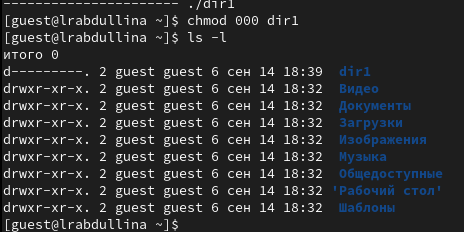 ---------------------- ./dir1
[guest@lrabdullina ~]$ chmod 000 dir1
[guest@lrabdullina ~]$ ls -l
итого 0
d---------. 2 guest guest 6 сен 14 18:39  dir1
drwxr-xr-x. 2 guest guest 6 сен 14 18:32  Видео
drwxr-xr-x. 2 guest guest 6 сен 14 18:32  Документы
drwxr-xr-x. 2 guest guest 6 сен 14 18:32  Загрузки
drwxr-xr-x. 2 guest guest 6 сен 14 18:32  Изображения
drwxr-xr-x. 2 guest guest 6 сен 14 18:32  Музыка
drwxr-xr-x. 2 guest guest 6 сен 14 18:32  Общедоступные
drwxr-xr-x. 2 guest guest 6 сен 14 18:32 'Рабочий стол'
drwxr-xr-x. 2 guest guest 6 сен 14 18:32  Шаблоны
[guest@lrabdullina ~]$